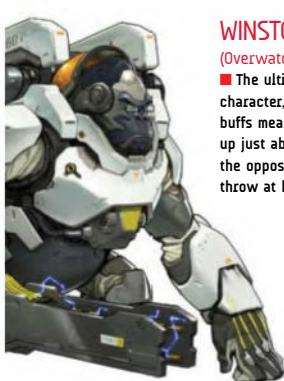 WINSTO
(Overwatc
■ The ulti
character,
buffs mea
up just ab
the oppos
throw at l